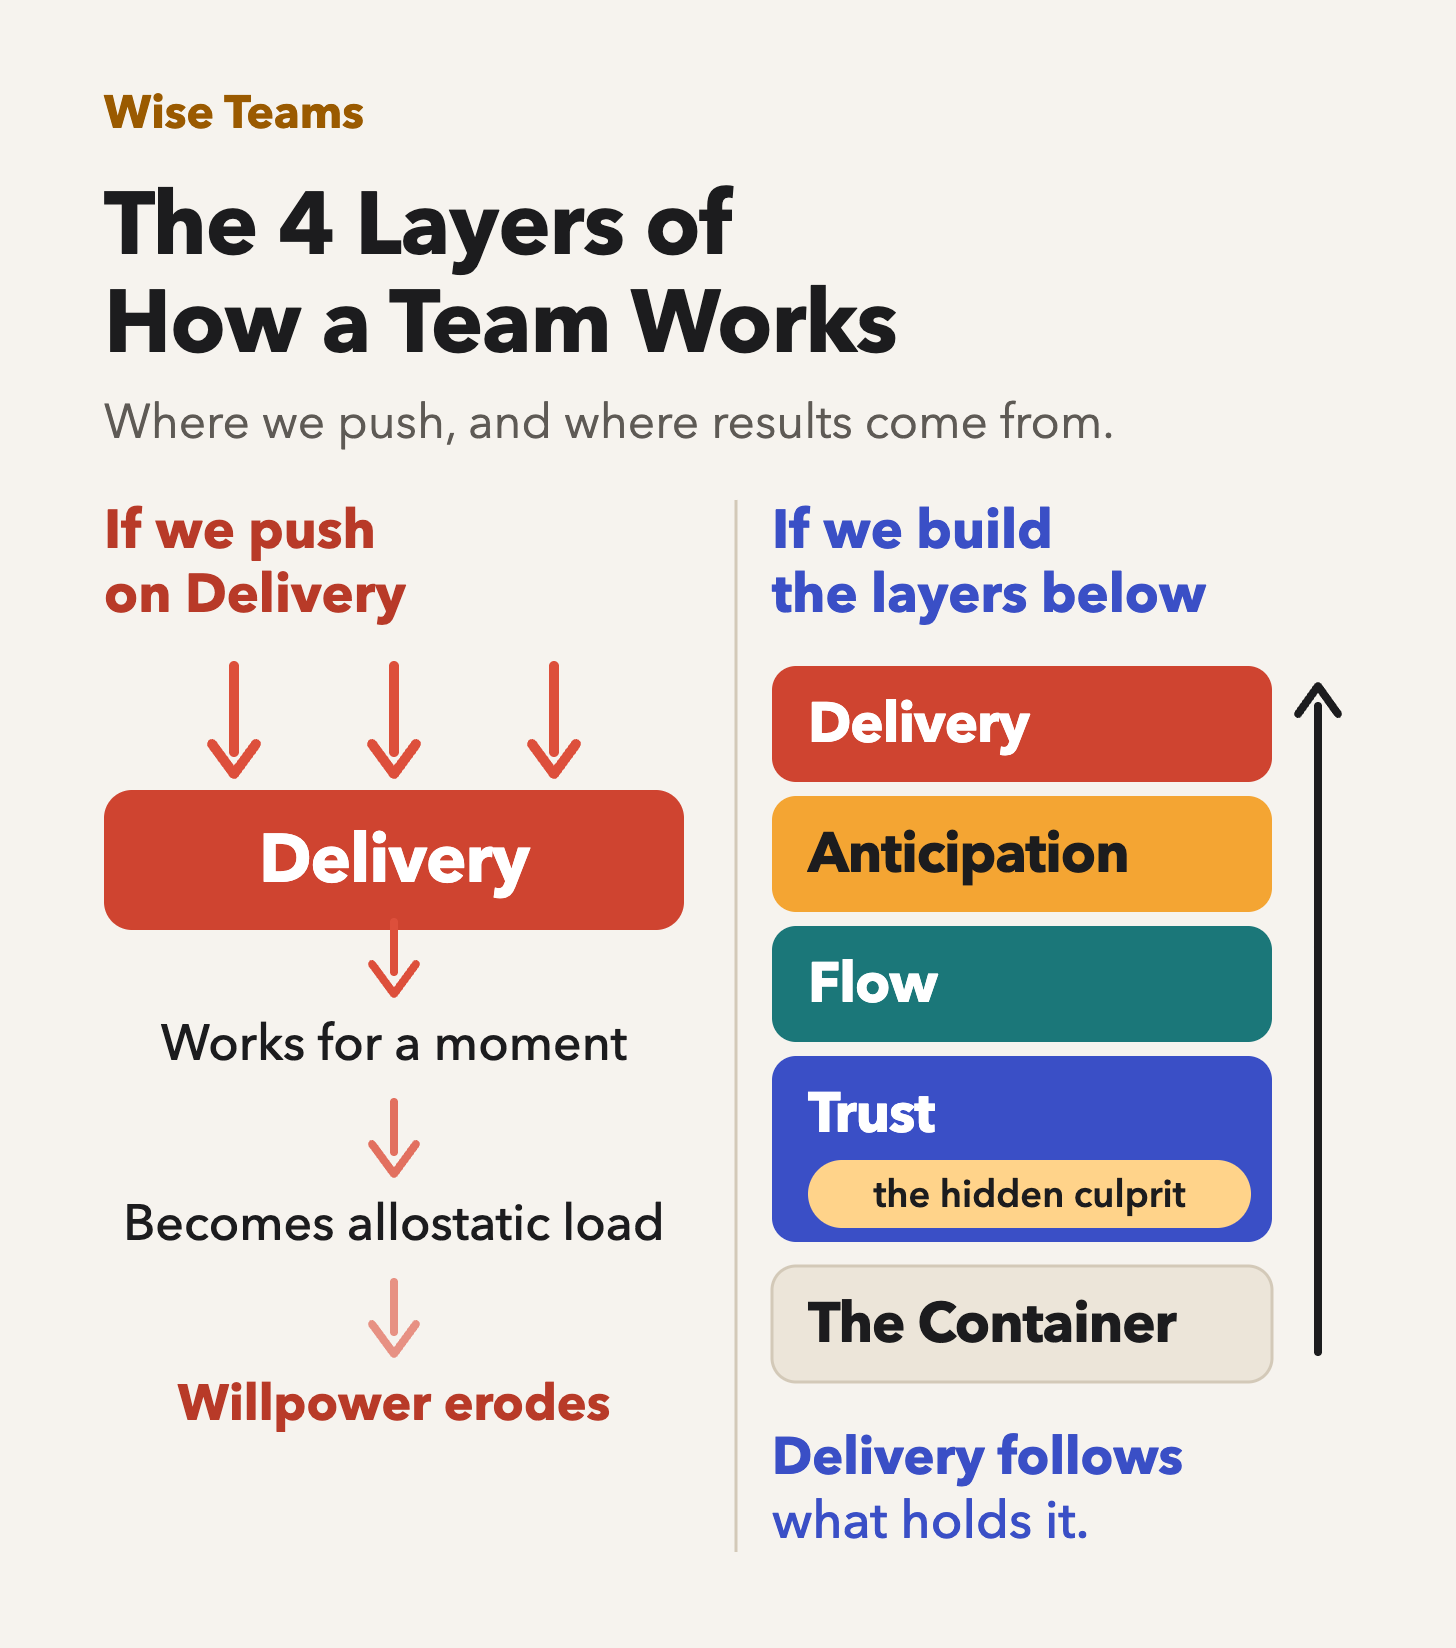 Wise Teams
The 4 Layers of
How a Team Works
Where we push, and where results come from.
If we push
on Delivery
Delivery
Works for a moment
Becomes allostatic load
Willpower erodes
If we build
the layers below
Delivery
Anticipation
Flow
Trust
the hidden culprit
The Container
Delivery follows
what holds it.